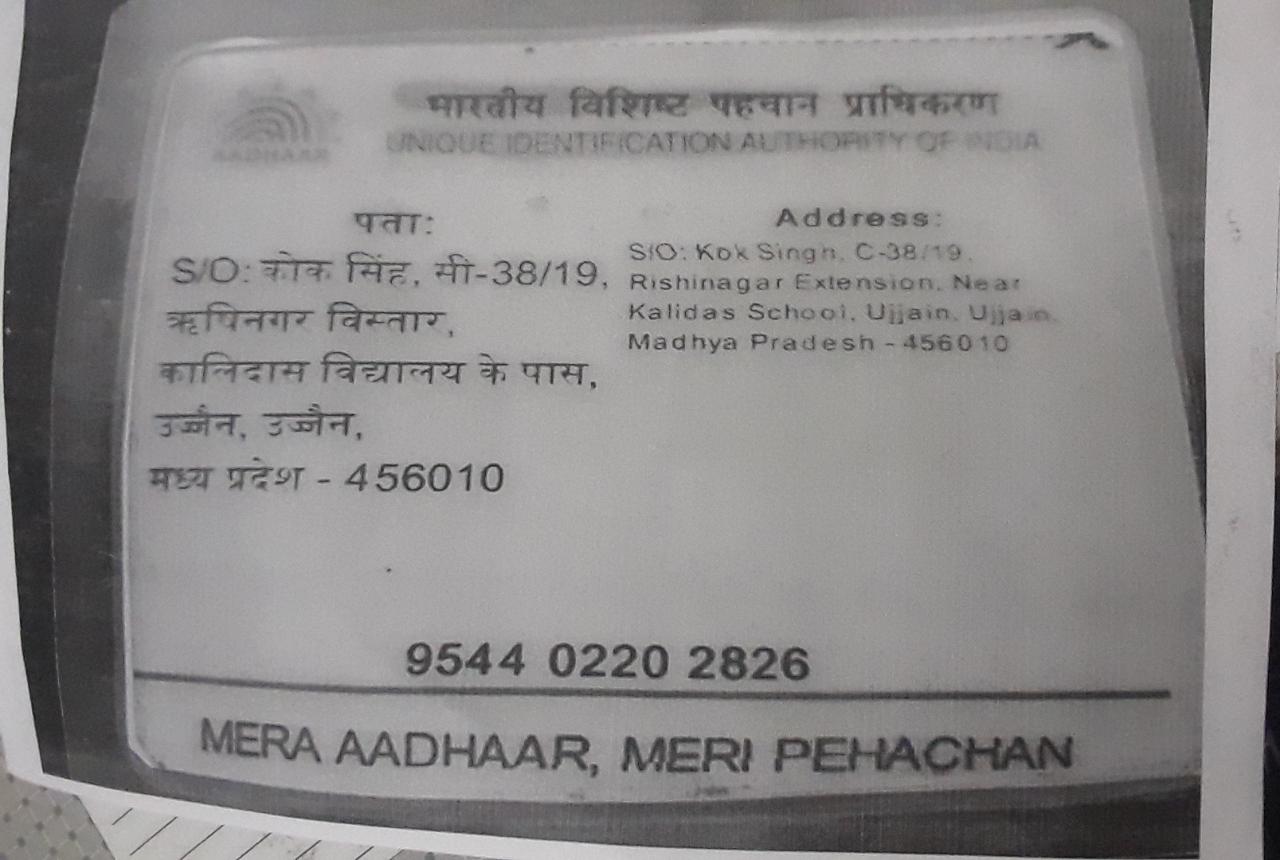 भारतीय विशिष्ट पहचान प्राधिकरण
UNIQUE IDENTIFICATION AUTHORITY OF INDIA
AADHAAR
पता:
S/O: कोक सिंह, सी-38/19,
ऋषिनगर विस्तार,
कालिदास विद्यालय के पास,
उज्जैन, उज्जैन,
मध्य प्रदेश - 456010
Address:
S/O: Kok Singh, C-38/19,
Rishinagar Extension, Near
Kalidas School, Ujjain, Ujjain,
Madhya Pradesh - 456010
9544 0220 2826
MERA AADHAAR, MERI PEHACHAN